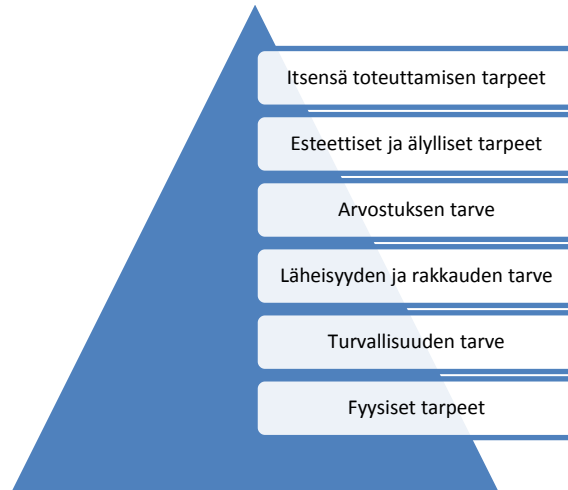 Itsensä toteuttamisen tarpeet
Esteettiset ja älylliset tarpeet
Arvostuksen tarve
Läheisyyden ja rakkauden tarve
Turvallisuuden tarve
Fyysiset tarpeet